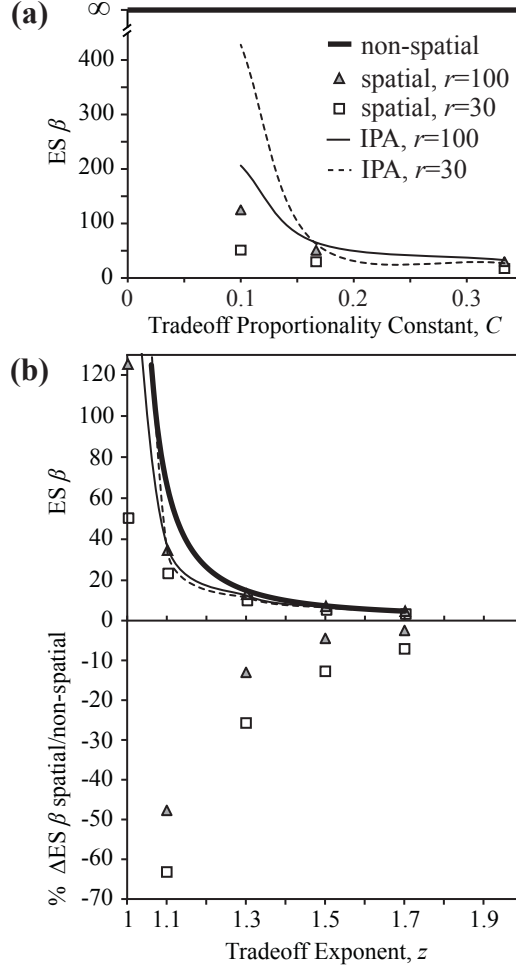 (a)
∞
400
300
200
100
0
ES β
non-spatial
spatial, r=100
spatial, r=30
IPA, r=100
IPA, r=30
0 0.1 0.2 0.3
Tradeoff Proportionality Constant, C
(b)
120
100
80
60
40
20
0
ES β
-10
-20
-30
-40
-50
-60
-70
% ΔES β spatial/non-spatial
1 1.1 1.3 1.5 1.7 1.9
Tradeoff Exponent, z